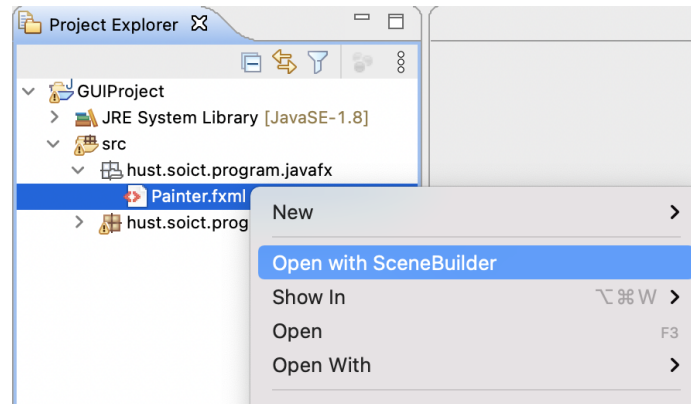 Project Explorer
GUIProject
JRE System Library [JavaSE-1.8]
src
hust.soict.program.javafx
Painter.fxml
hust.soict.prog
New
Open with SceneBuilder
Show In ⌥⌘W
Open F3
Open With